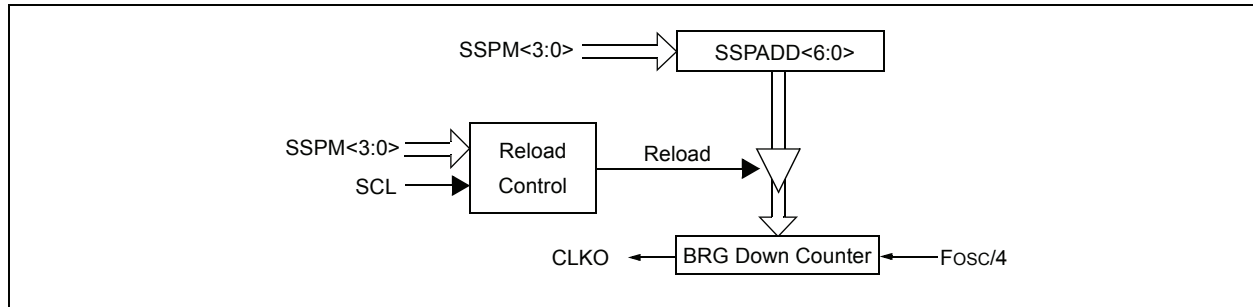 SSPM<3:0>
SSPADD<6:0>
SSPM<3:0>
Reload
Control
Reload
SCL
CLKO
BRG Down Counter
FOSC/4